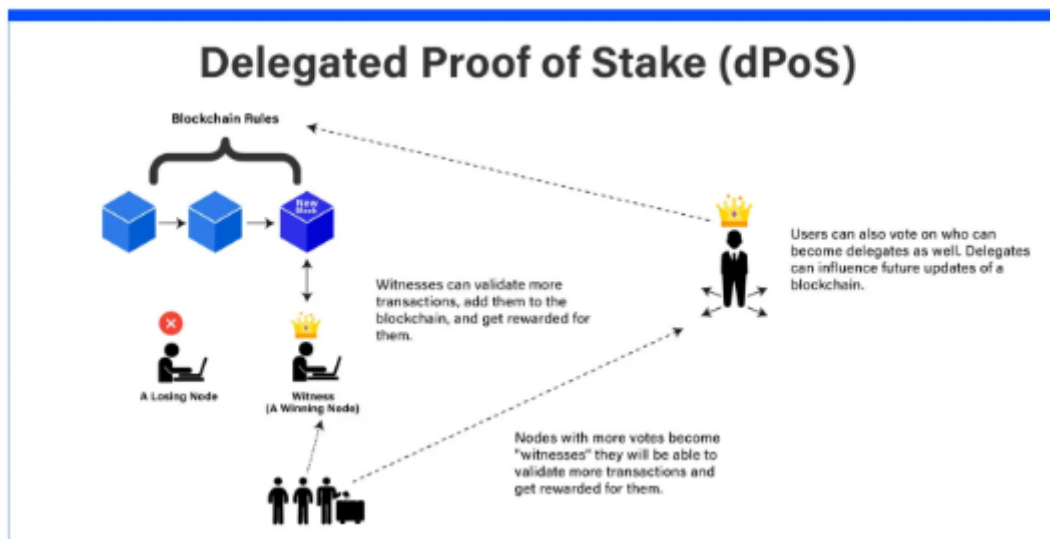 Delegated Proof of Stake (dPoS)
Blockchain Rules
New
Block
Users can also vote on who can
become delegates as well. Delegates
can influence future updates of a
blockchain.
Witnesses can validate more
transactions, add them to the
blockchain, and get rewarded for
them.
A Losing Node
Witness
(A Winning Node)
Nodes with more votes become
"witnesses" they will be able to
validate more transactions and
get rewarded for them.